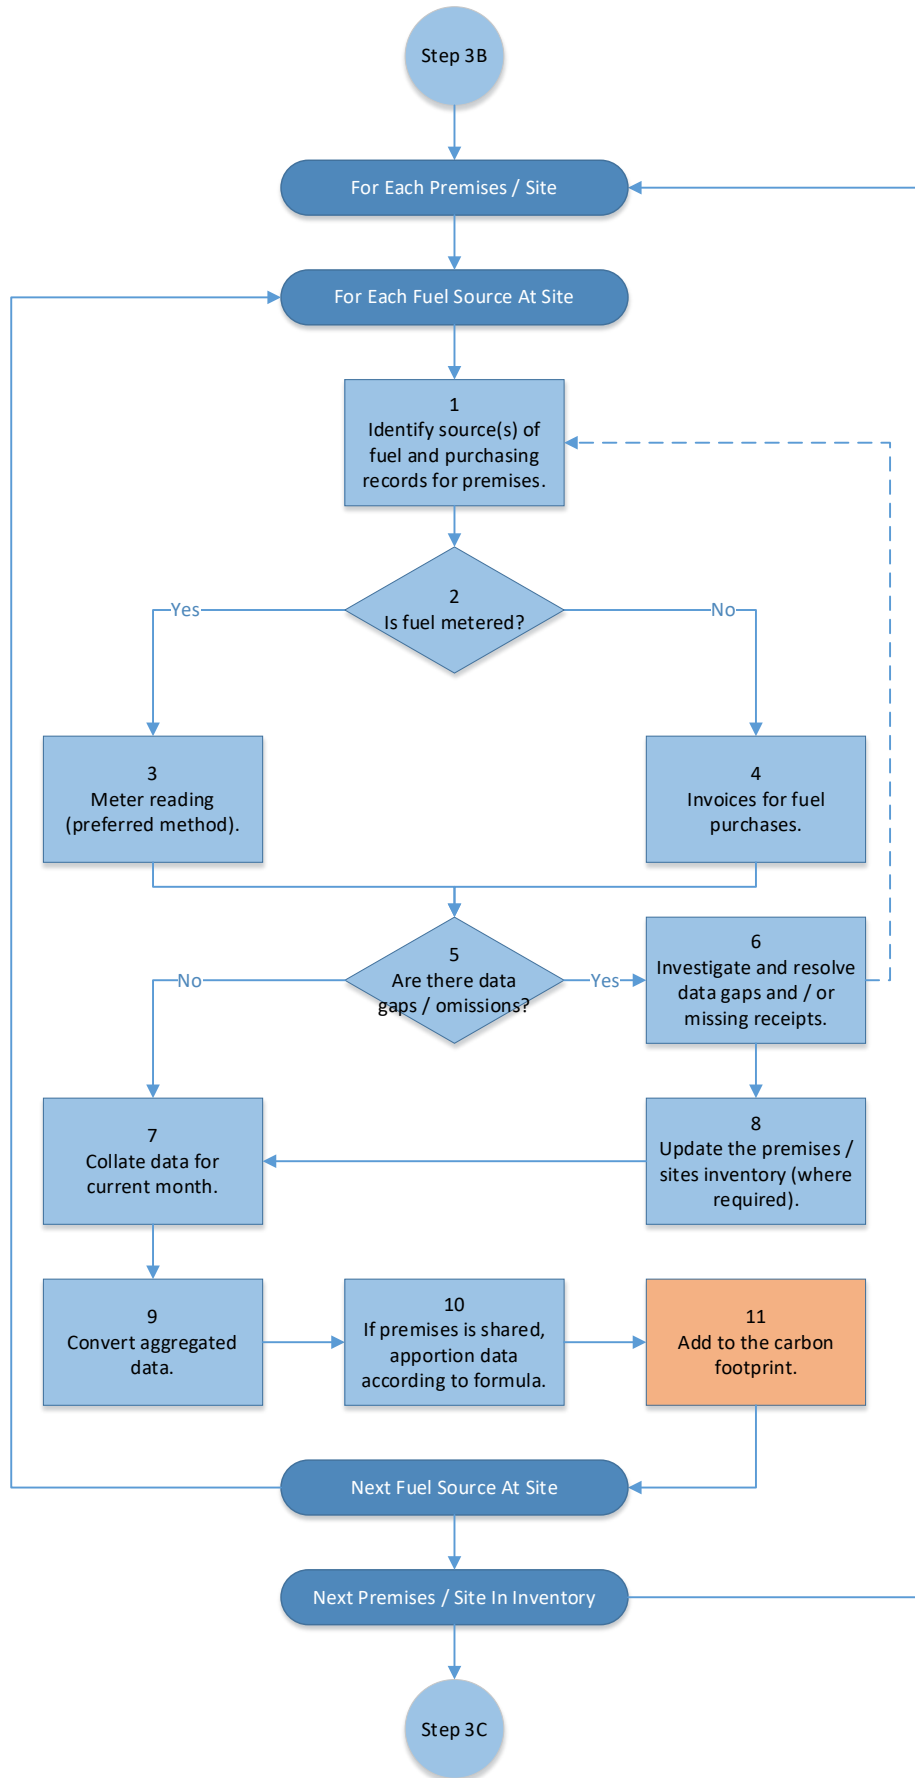 Step 3B
For Each Premises / Site
For Each Fuel Source At Site
1
Identify source(s) of
fuel and purchasing
records for premises.
2
Is fuel metered?
Yes
No
3
Meter reading
(preferred method).
4
Invoices for fuel
purchases.
5
Are there data
gaps / omissions?
No
Yes
6
Investigate and resolve
data gaps and / or
missing receipts.
7
Collate data for
current month.
8
Update the premises /
sites inventory (where
required).
9
Convert aggregated
data.
10
If premises is shared,
apportion data
according to formula.
11
Add to the carbon
footprint.
Next Fuel Source At Site
Next Premises / Site In Inventory
Step 3C